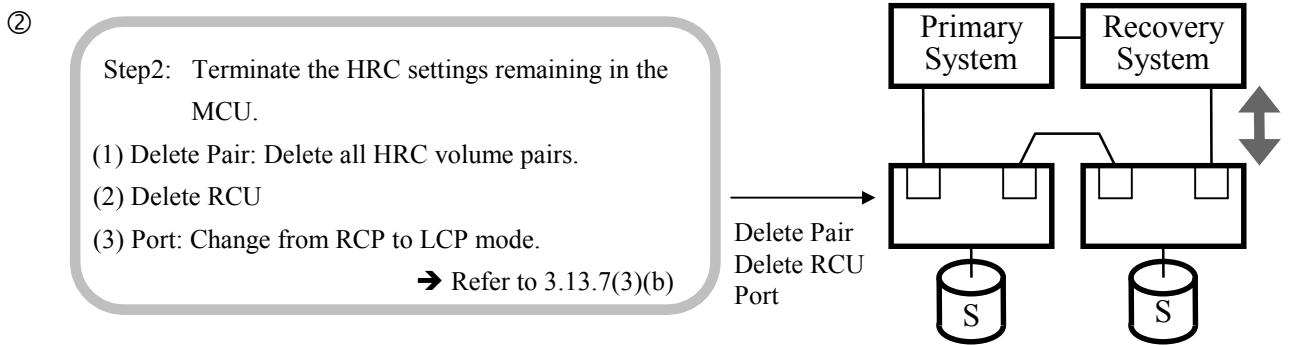 ②
Step2: Terminate the HRC settings remaining in the
MCU.
(1) Delete Pair: Delete all HRC volume pairs.
(2) Delete RCU
(3) Port: Change from RCP to LCP mode.
➔ Refer to 3.13.7(3)(b)
Delete Pair
Delete RCU
Port
Primary
System
Recovery
System
S
S